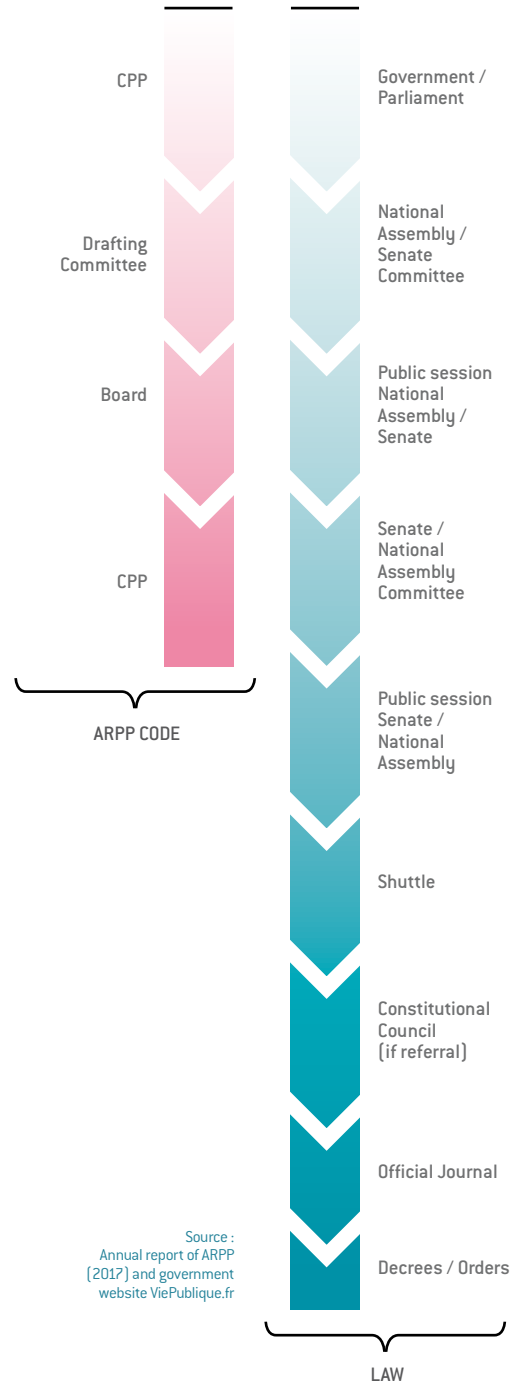 CPP
Drafting
Committee
Board
CPP
ARPP CODE
Government /
Parliament
National
Assembly /
Senate
Committee
Public session
National
Assembly /
Senate
Senate /
National
Assembly
Committee
Public session
Senate /
National
Assembly
Shuttle
Constitutional
Council
(if referral)
Official Journal
Decrees / Orders
LAW
Source :
Annual report of ARPP
(2017) and government
website ViePublique.fr